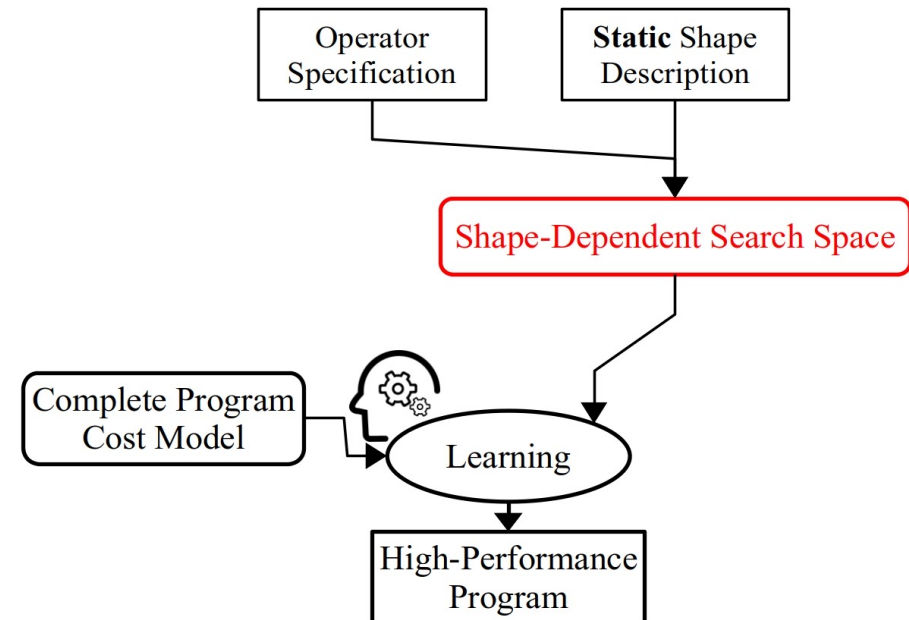 Operator
Specification
Static Shape
Description
Shape-Dependent Search Space
Complete Program
Cost Model
Learning
High-Performance
Program